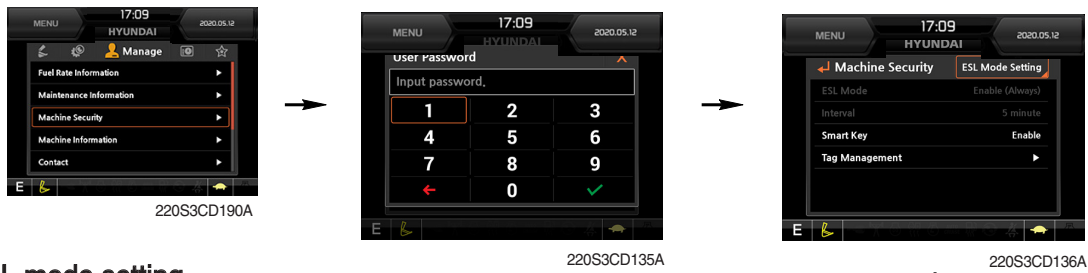 MENU
17:09
HYUNDAI
2020.05.12
Manage
Fuel Rate Information
Maintenance Information
Machine Security
Machine Information
Contact
E
220S3CD190A
MENU
17:09
HYUNDAI
2020.05.12
User Password
X
Input password.
1 2 3
4 5 6
7 8 9
0
E
220S3CD135A
MENU
17:09
HYUNDAI
2020.05.12
Machine Security
ESL Mode Setting
ESL Mode Enable (Always)
Interval 5 minute
Smart Key Enable
Tag Management
E
220S3CD136A
mode setting